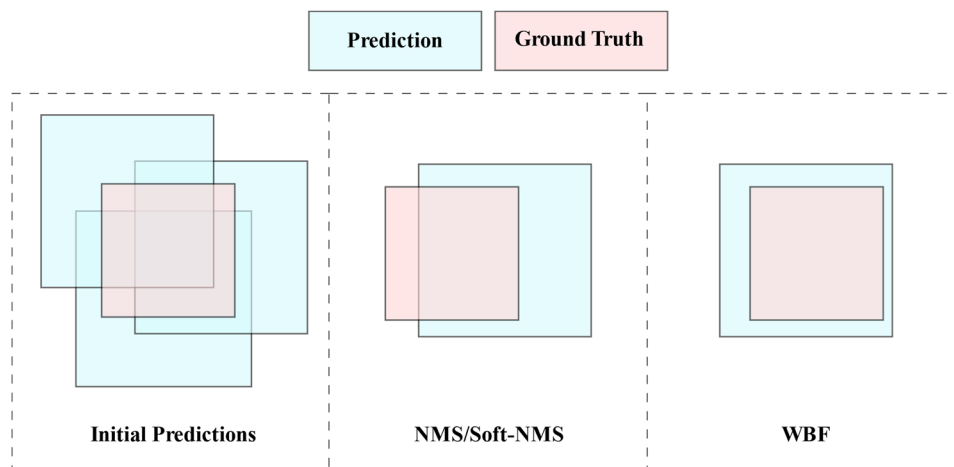 Prediction
Ground Truth
Initial Predictions
NMS/Soft-NMS
WBF